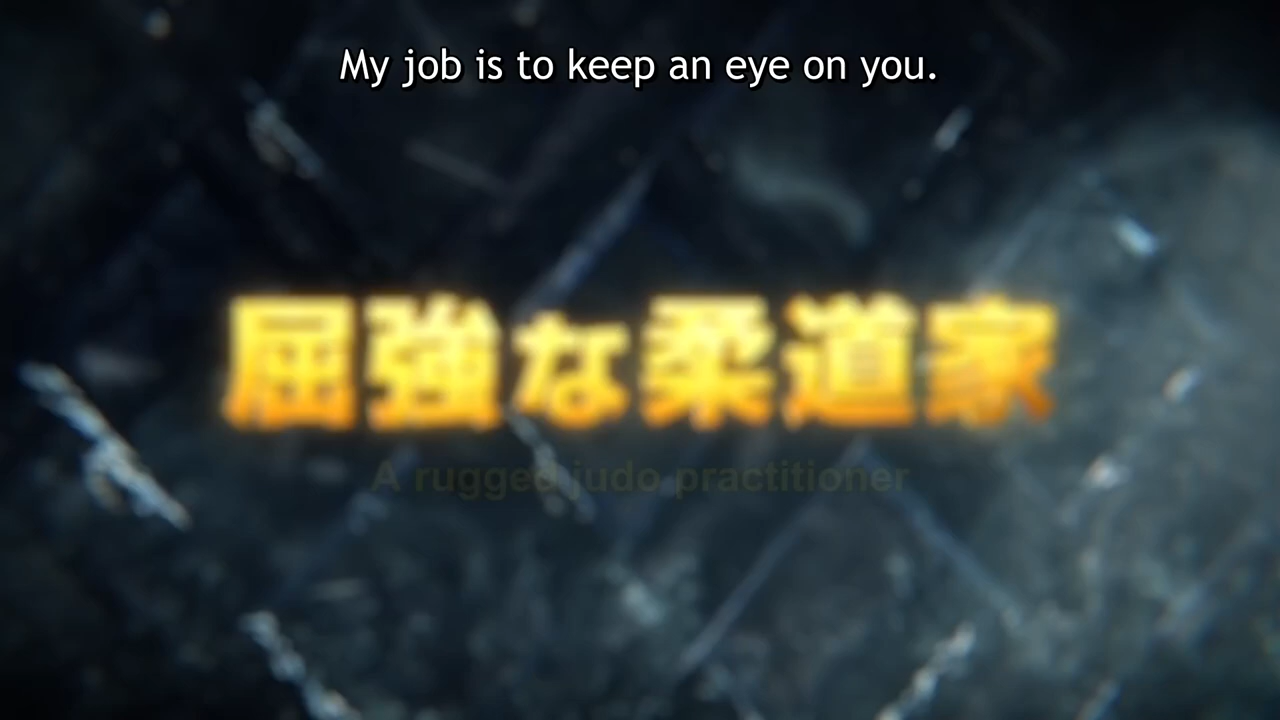 My job is to keep an eye on you.
屈強な柔道家
A rugged judo practitioner